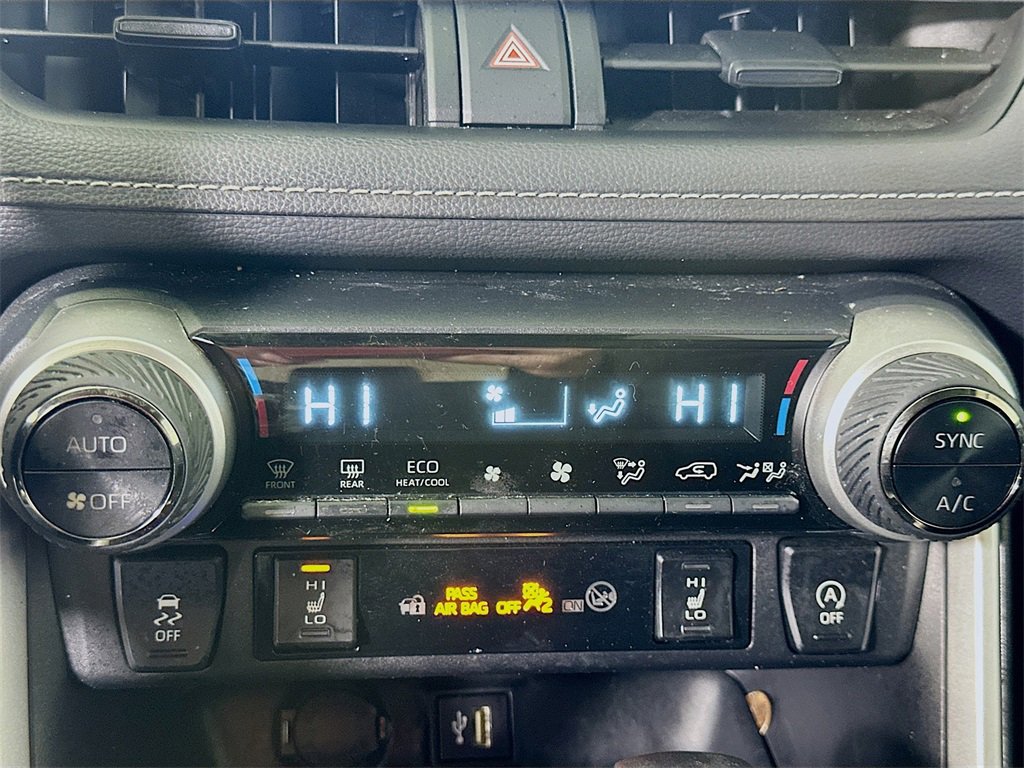 HI
HI
AUTO
OFF
FRONT
REAR
ECO
HEAT/COOL
SYNC
A/C
OFF
HI
LO
PASS
AIR BAG OFF 2
ON
HI
LO
A
OFF